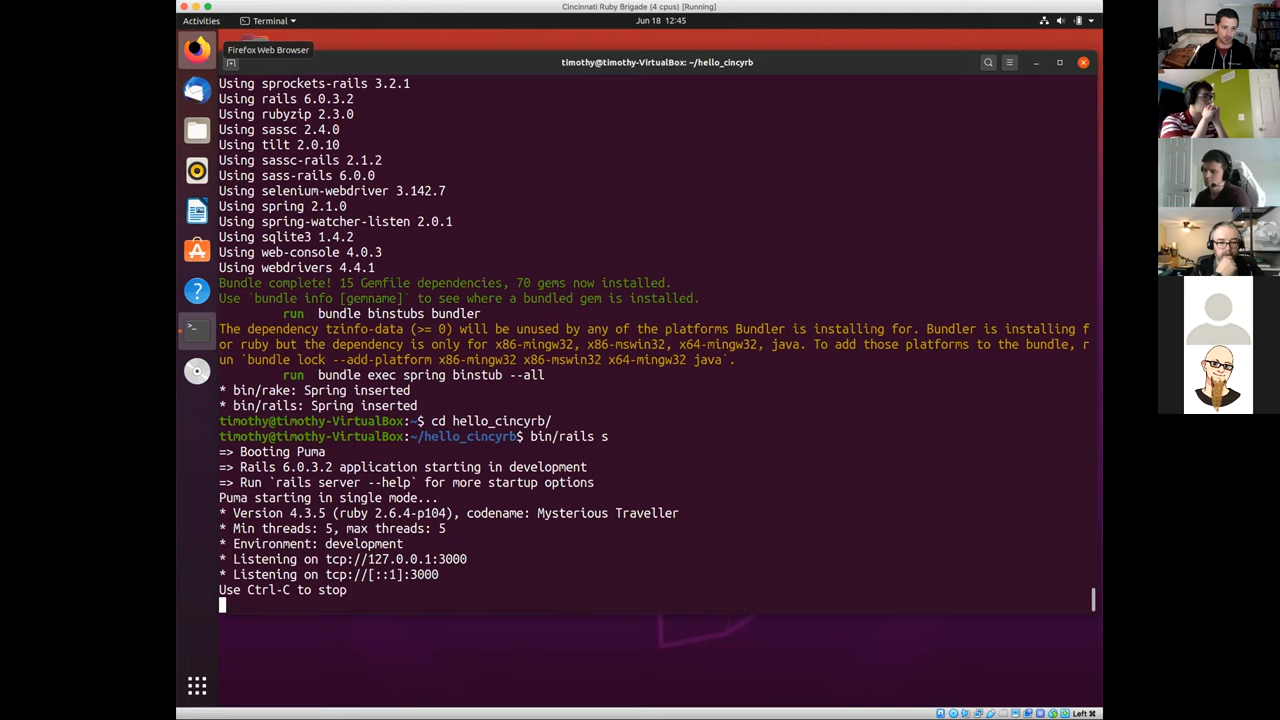 Cincinnati Ruby Brigade (4 cpus) [Running]
Activities
Terminal
Jun 18 12:45
Firefox Web Browser
timothy@timothy-VirtualBox: ~/hello_cincyrb
Using sprockets-rails 3.2.1
Using rails 6.0.3.2
Using rubyzip 2.3.0
Using sassc 2.4.0
Using tilt 2.0.10
Using sassc-rails 2.1.2
Using sass-rails 6.0.0
Using selenium-webdriver 3.142.7
Using spring 2.1.0
Using spring-watcher-listen 2.0.1
Using sqlite3 1.4.2
Using web-console 4.0.3
Using webdrivers 4.4.1
Bundle complete! 15 Gemfile dependencies, 70 gems now installed.
Use `bundle info [gemname]` to see where a bundled gem is installed.
run bundle binstubs bundler
The dependency tzinfo-data (>= 0) will be unused by any of the platforms Bundler is installing for. Bundler is installing f
or ruby but the dependency is only for x86-mingw32, x86-mswin32, x64-mingw32, java. To add those platforms to the bundle, r
un `bundle lock --add-platform x86-mingw32 x86-mswin32 x64-mingw32 java`.
run bundle exec spring binstub --all
* bin/rake: Spring inserted
* bin/rails: Spring inserted
timothy@timothy-VirtualBox:~$ cd hello_cincyrb/
timothy@timothy-VirtualBox:~/hello_cincyrb$ bin/rails s
=> Booting Puma
=> Rails 6.0.3.2 application starting in development
=> Run `rails server --help` for more startup options
Puma starting in single mode...
* Version 4.3.5 (ruby 2.6.4-p104), codename: Mysterious Traveller
* Min threads: 5, max threads: 5
* Environment: development
* Listening on tcp://127.0.0.1:3000
* Listening on tcp://[::1]:3000
Use Ctrl-C to stop
Left ⌘